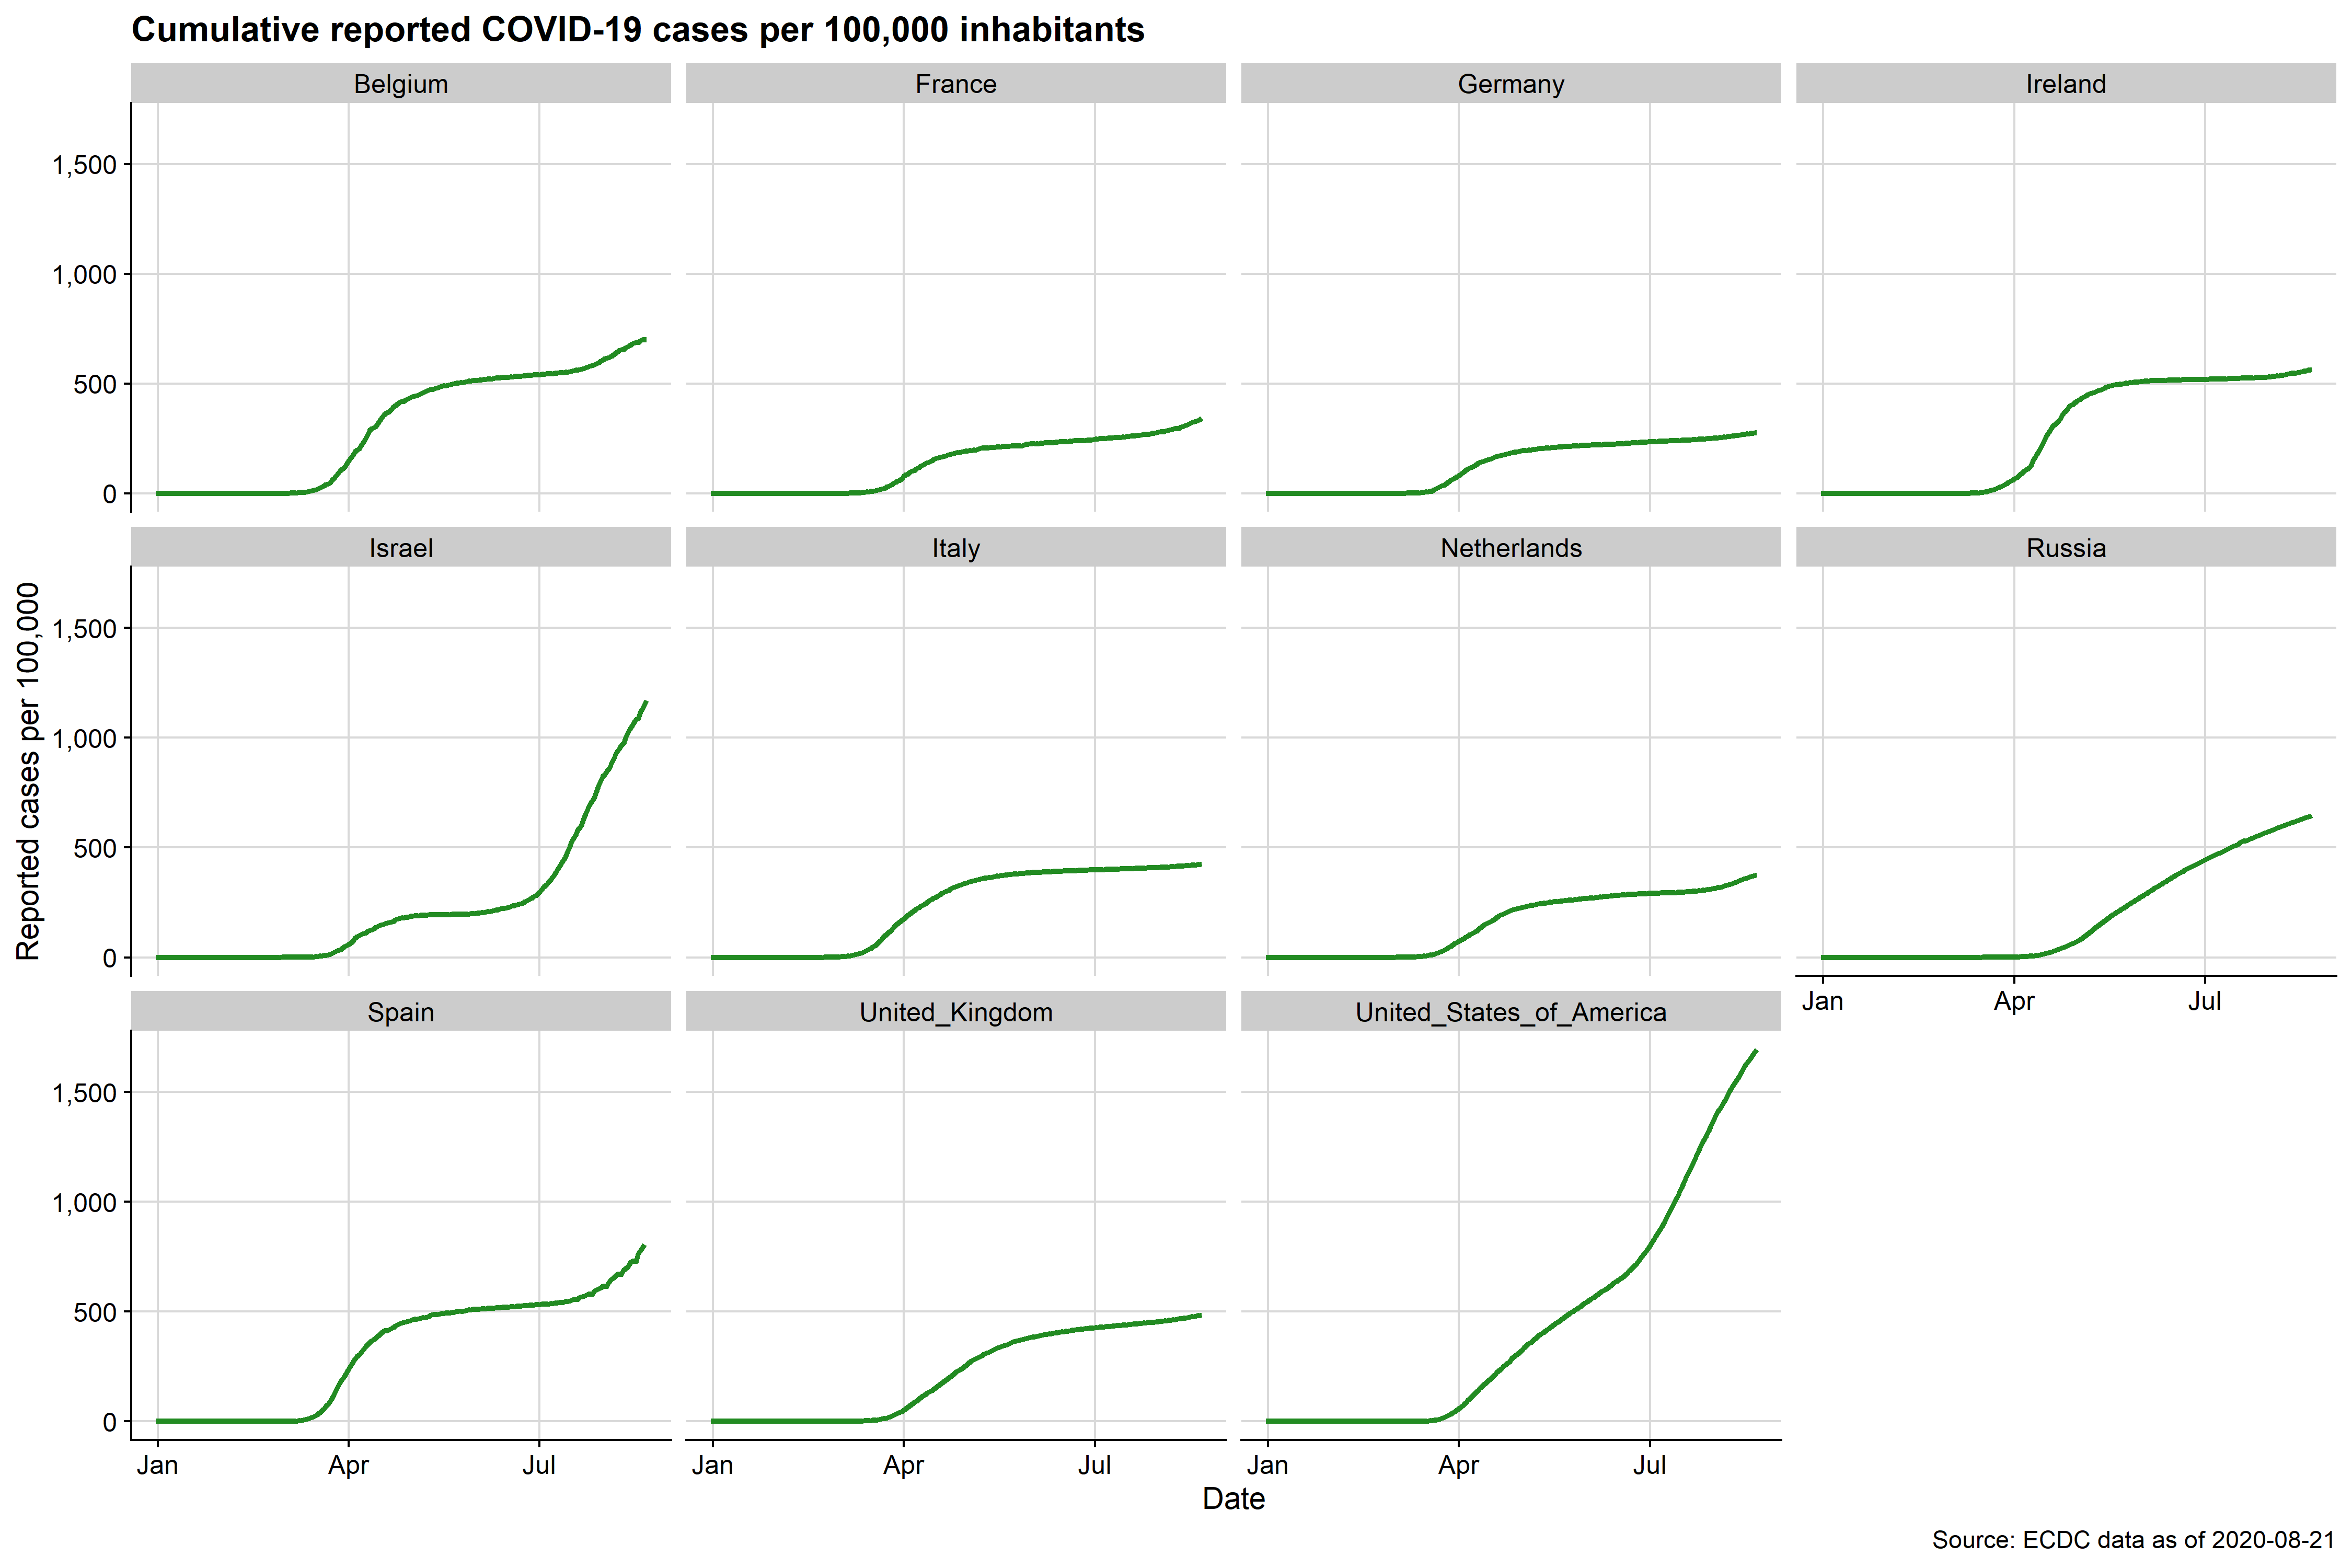 Cumulative reported COVID-19 cases per 100,000 inhabitants
Belgium
France
Germany
Ireland
1,500
1,000
500
0
Israel
Italy
Netherlands
Russia
Reported cases per 100,000
1,500
1,000
500
0
Jan
Apr
Jul
Spain
United_Kingdom
United_States_of_America
1,500
1,000
500
0
Jan
Apr
Jul
Jan
Apr
Jul
Jan
Apr
Jul
Date
Source: ECDC data as of 2020-08-21